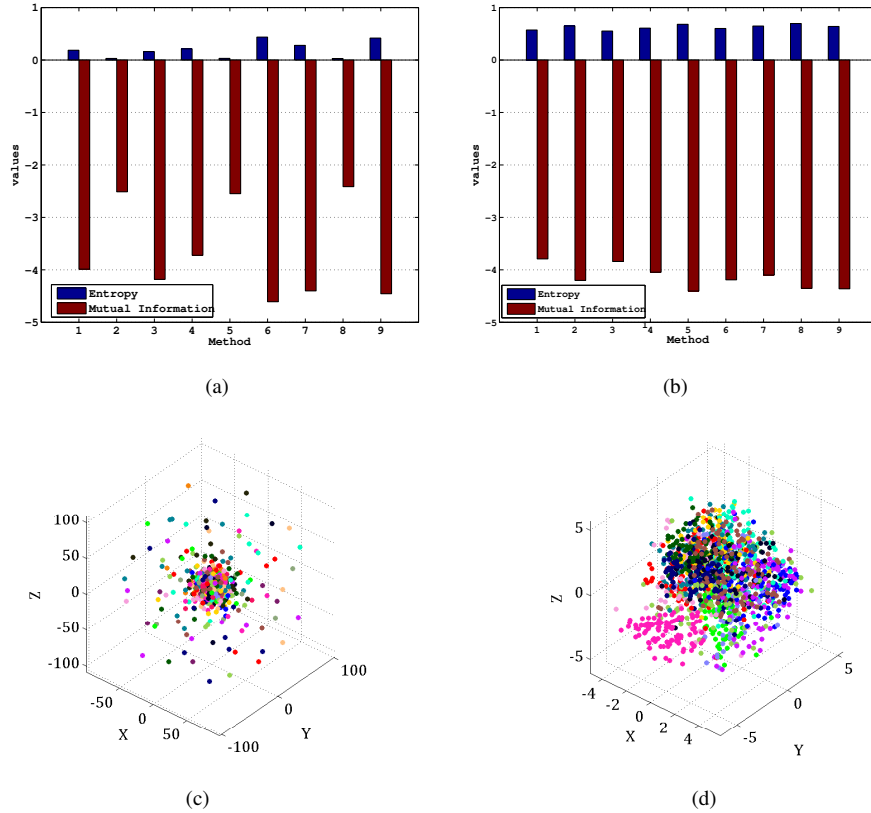 1
0
−1
−2
−3
−4
−5
values
Entropy
Mutual Information
1 2 3 4 5 6 7 8 9
Method
(a)
1
0
−1
−2
−3
−4
−5
values
Entropy
Mutual Information
1 2 3 4 5 6 7 8 9
1
Method
(b)
100
50
0
-50
-100
Z
-50
0
50
X
-100
0
100
Y
(c)
5
0
-5
Z
-4
-2
0
2
4
X
-5
0
5
Y
(d)